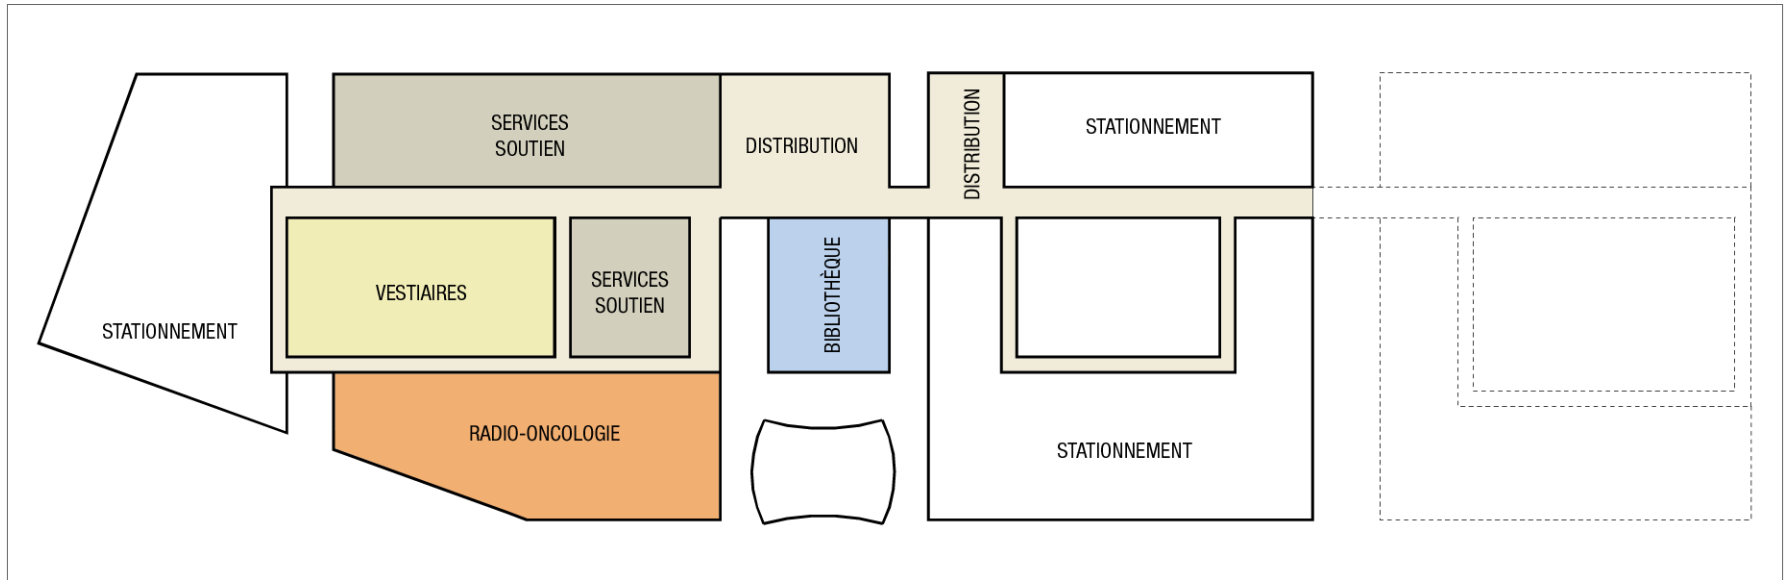 SERVICES
SOUTIEN
DISTRIBUTION
DISTRIBUTION
STATIONNEMENT
STATIONNEMENT
VESTIAIRES
SERVICES
SOUTIEN
BIBLIOTHÈQUE
RADIO-ONCOLOGIE
STATIONNEMENT